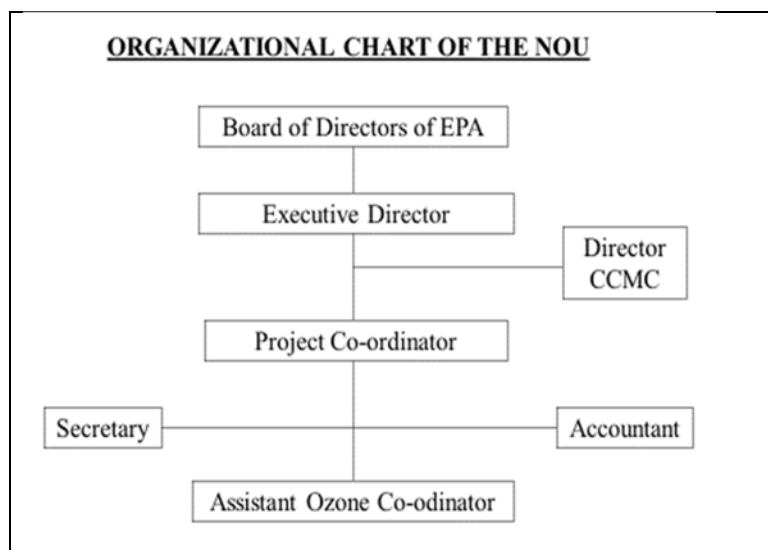 ORGANIZATIONAL CHART OF THE NOU
Board of Directors of EPA
Executive Director
Director
CCMC
Project Co-ordinator
Secretary
Accountant
Assistant Ozone Co-odinator